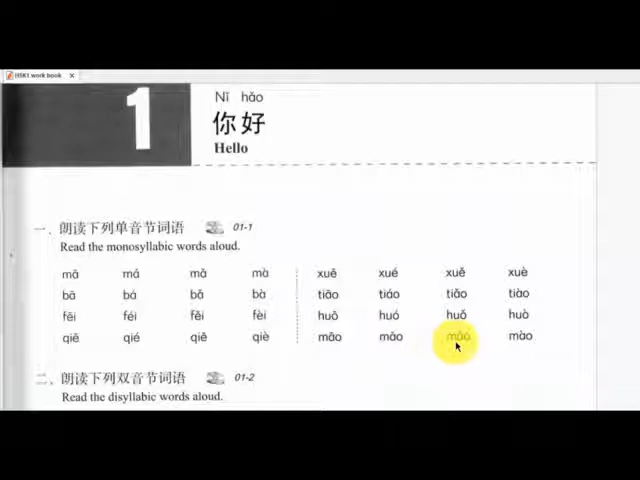 HSK1 work book
1
Nǐ hǎo
你好
Hello
一、朗读下列单音节词语 01-1
Read the monosyllabic words aloud.
mā má mǎ mà xuē xué xuě xuè
bā bá bǎ bà tiāo tiáo tiǎo tiào
fēi féi fěi fèi huō huó huǒ huò
qiē qié qiě qiè māo máo mǎo mào
二、朗读下列双音节词语 01-2
Read the disyllabic words aloud.